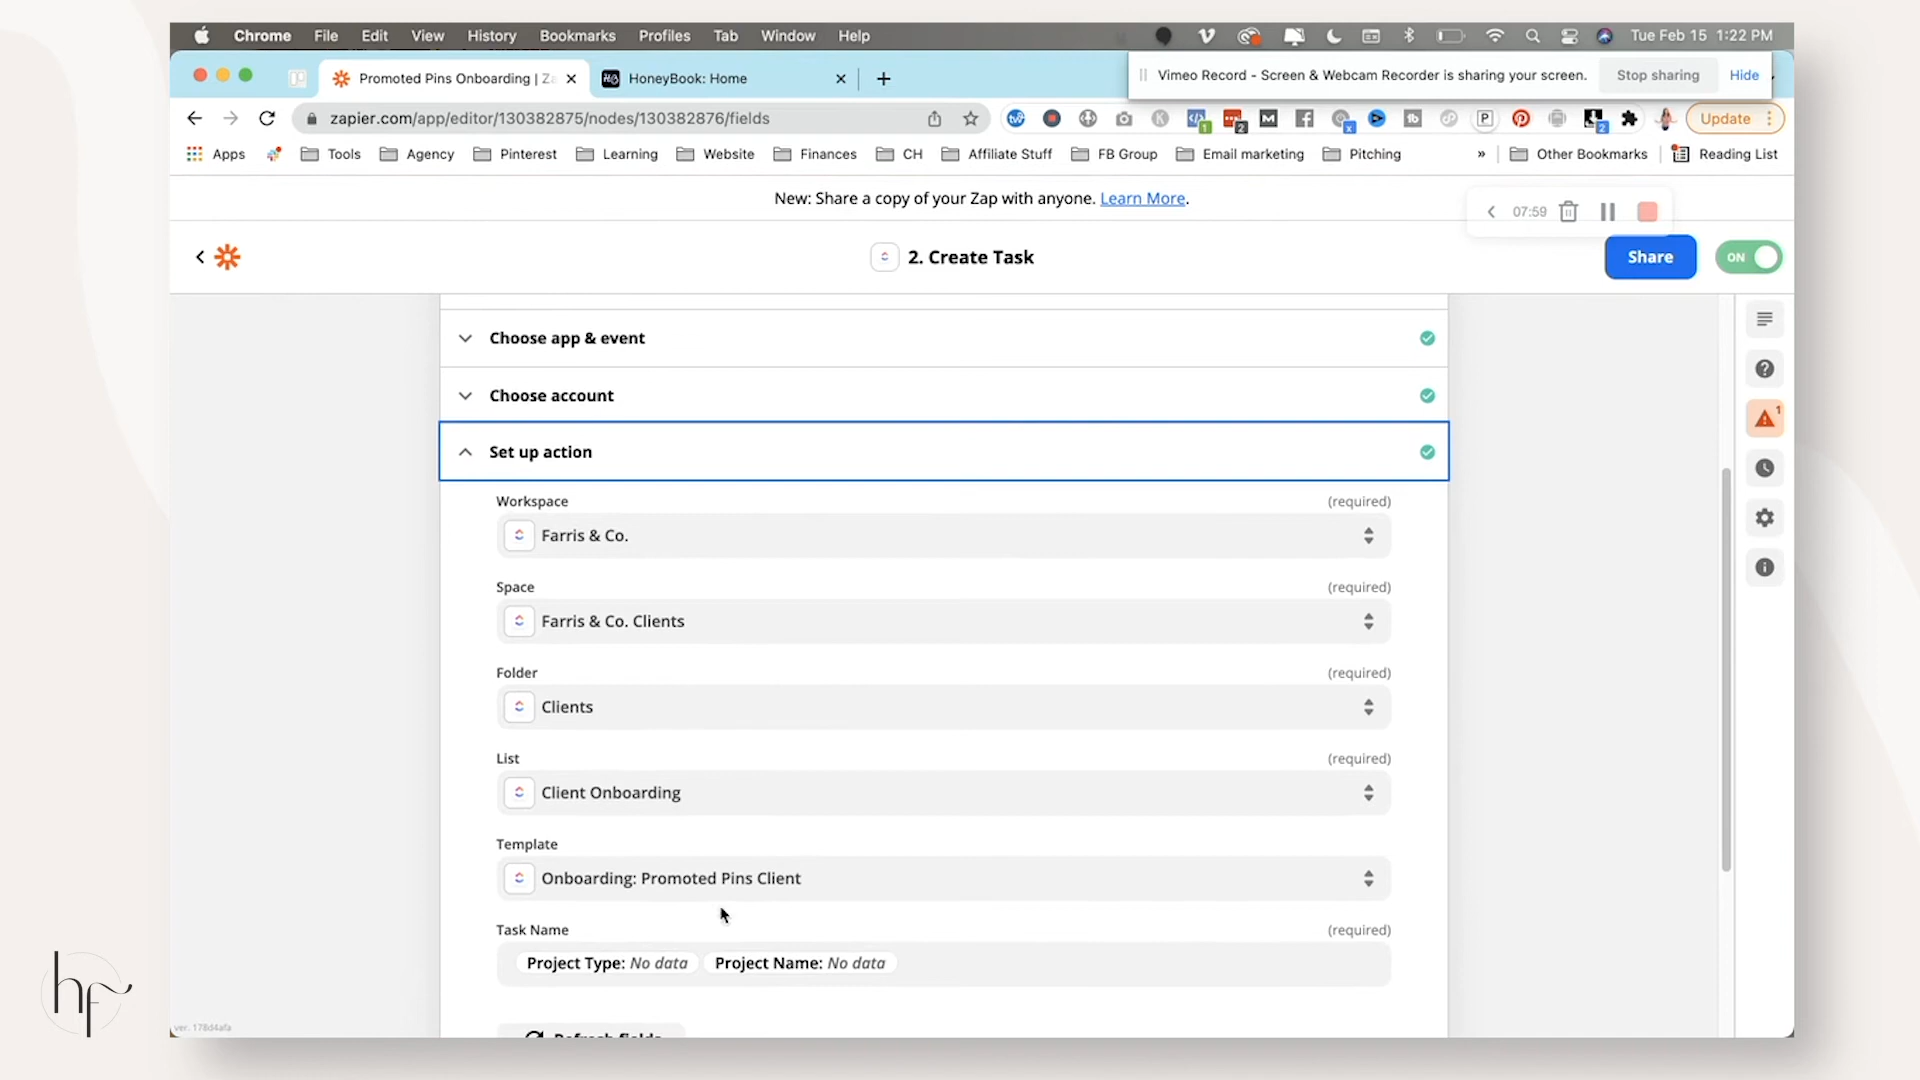 Chrome File Edit View History Bookmarks Profiles Tab Window Help Tue Feb 15 1:22 PM
Promoted Pins Onboarding | Za
HoneyBook: Home
Vimeo Record - Screen & Webcam Recorder is sharing your screen. Stop sharing Hide
zapier.com/app/editor/130382875/nodes/130382876/fields
Update
Apps Tools Agency Pinterest Learning Website Finances CH Affiliate Stuff FB Group Email marketing Pitching » Other Bookmarks Reading List
New: Share a copy of your Zap with anyone. Learn More.
07:59
2. Create Task
Share
ON
Choose app & event
Choose account
1
Set up action
Workspace (required)
Farris & Co.
Space (required)
Farris & Co. Clients
Folder (required)
Clients
List (required)
Client Onboarding
Template
Onboarding: Promoted Pins Client
Task Name (required)
Project Type: No data Project Name: No data
Refresh fields
ver. 178d4afa
hf